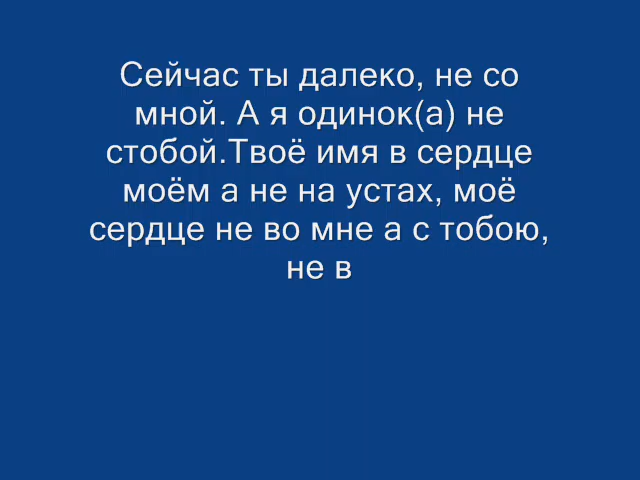 Сейчас ты далеко, не со
мной. А я одинок(а) не
стобой.Твоё имя в сердце
моём а не на устах, моё
сердце не во мне а с тобою,
не в